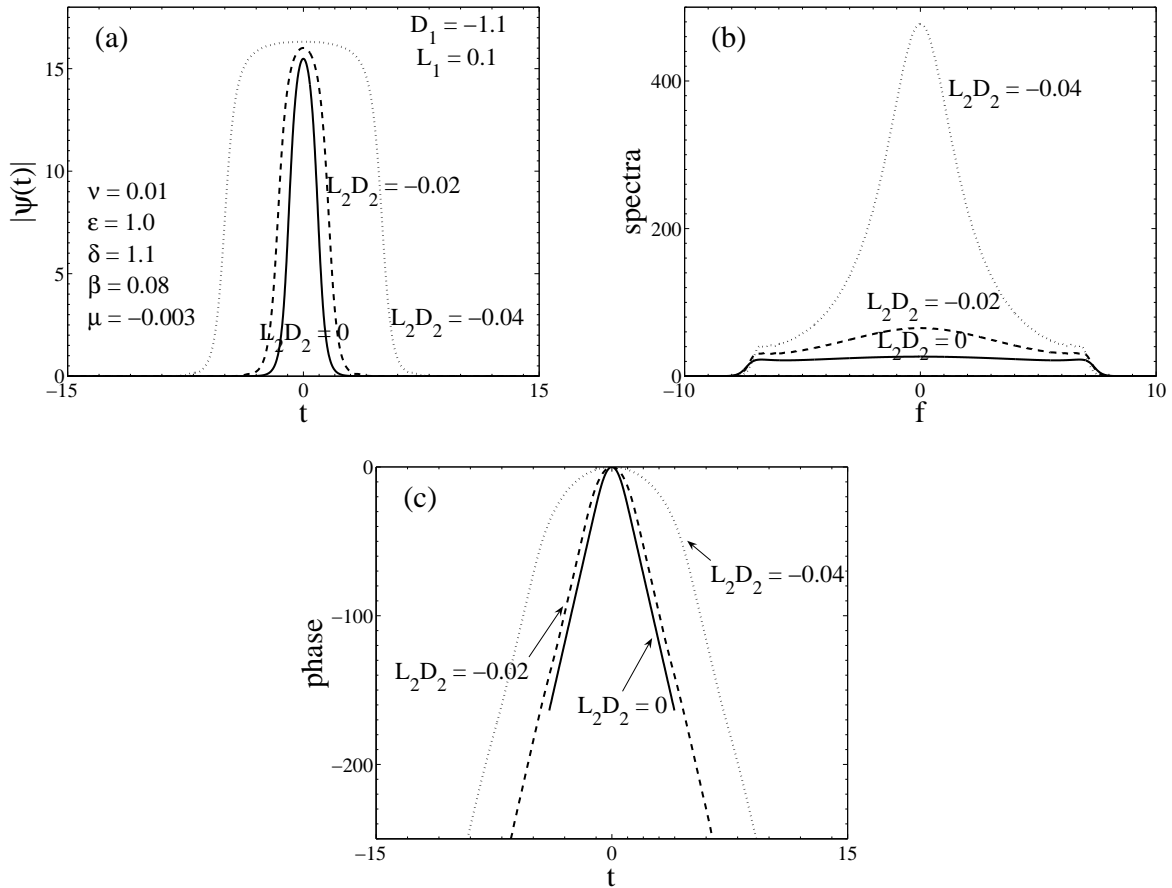 (a)
D₁ = −1.1
L₁ = 0.1
15
10
5
0
|ψ(t)|
L₂D₂ = −0.02
ν = 0.01
ε = 1.0
δ = 1.1
β = 0.08
μ = −0.003
L₂D₂ = 0
L₂D₂ = −0.04
−15
0
15
t
(b)
400
200
0
spectra
L₂D₂ = −0.04
L₂D₂ = −0.02
L₂D₂ = 0
−10
0
10
f
(c)
0
−100
−200
phase
L₂D₂ = −0.04
L₂D₂ = −0.02
L₂D₂ = 0
−15
0
15
t